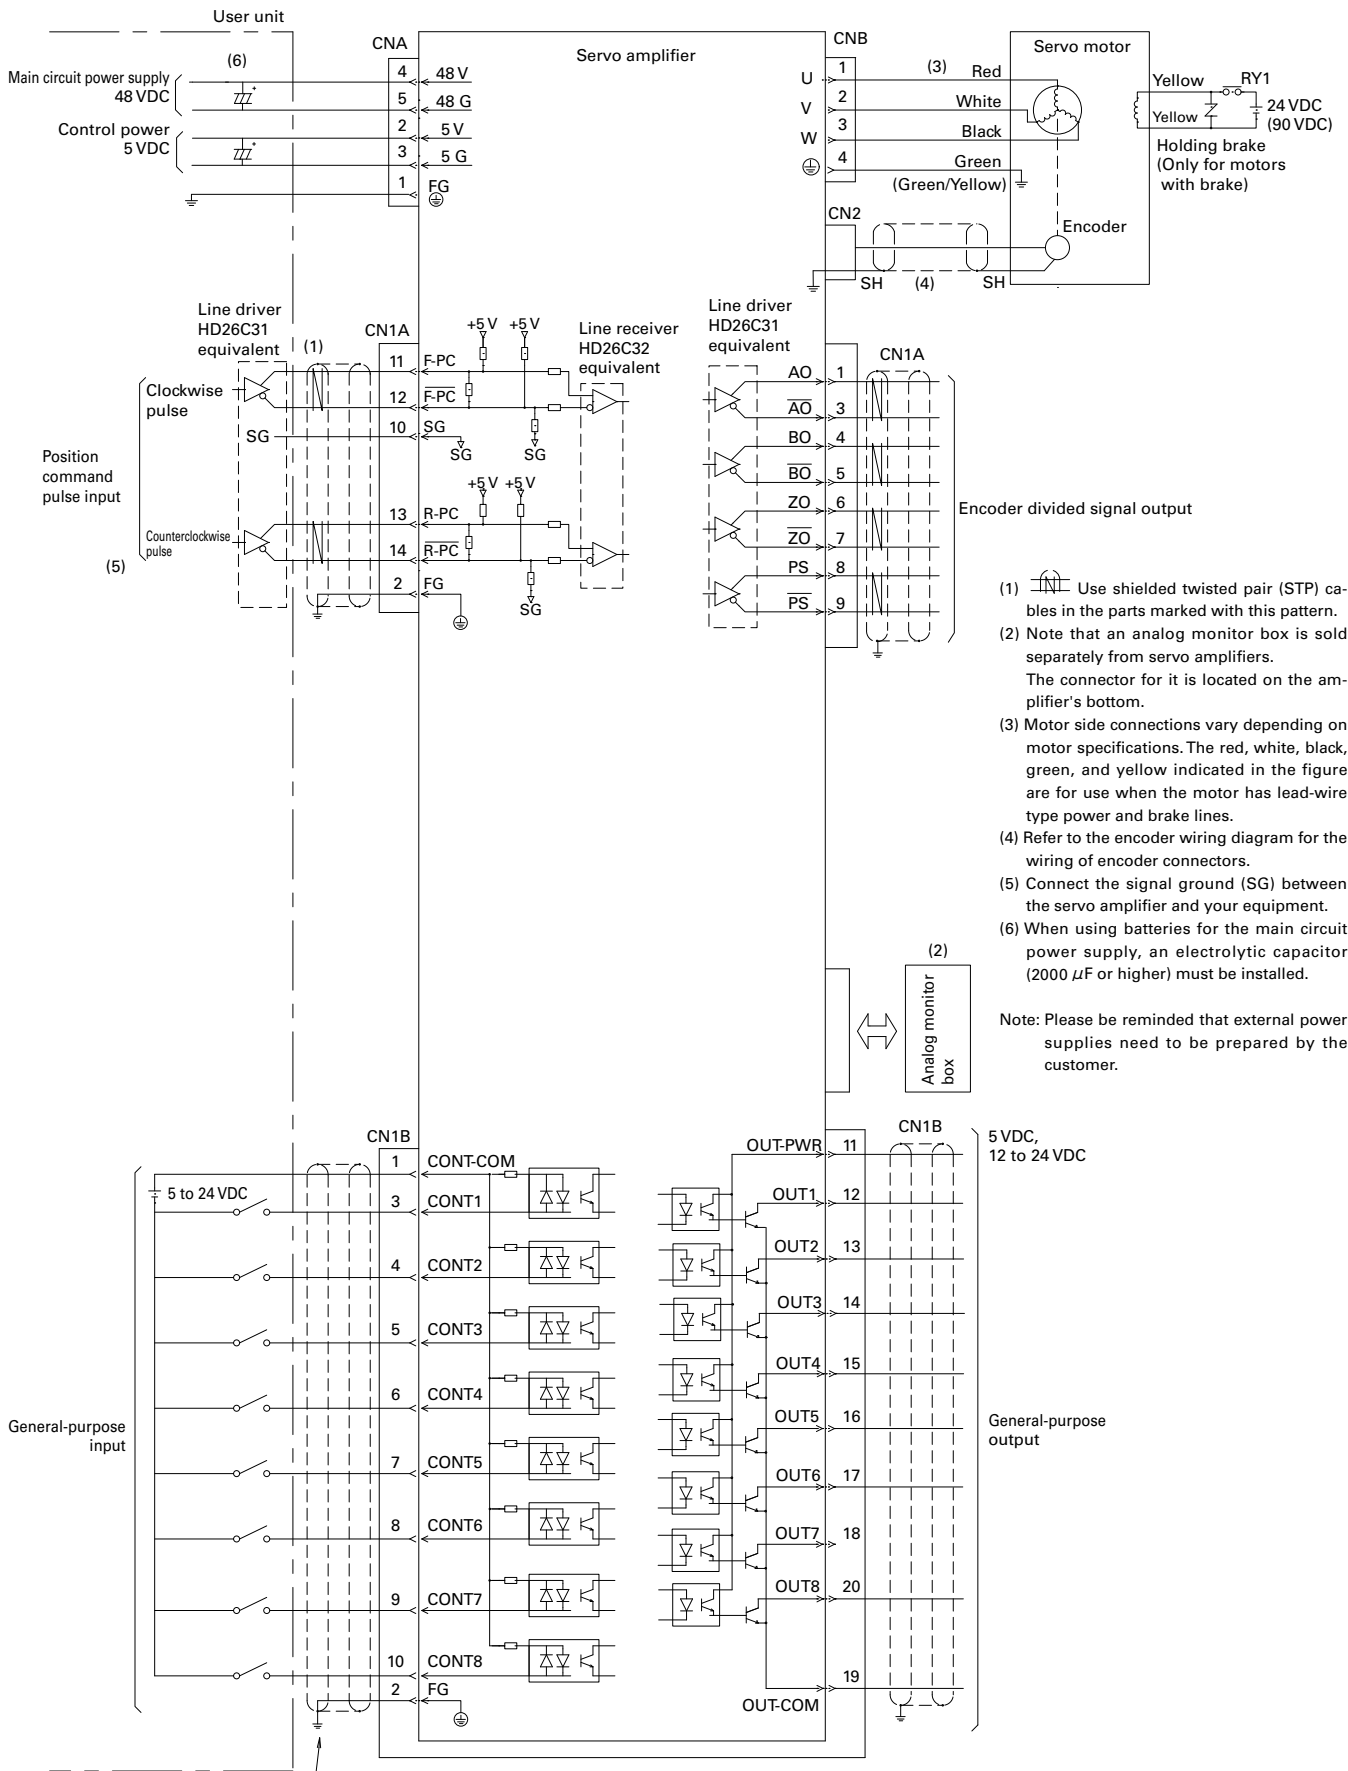 User unit
CNA
Servo amplifier
CNB
Servo motor
(6)
Main circuit power supply
48 VDC
4
48 V
5
48 G
Control power
5 VDC
2
5 V
3
5 G
1
FG
U
1
(3)
Red
V
2
White
W
3
Black
4
Green
(Green/Yellow)
Yellow
RY1
Yellow
24 VDC
(90 VDC)
Holding brake
(Only for motors
with brake)
CN2
Encoder
SH
(4)
SH
Line driver
HD26C31
equivalent
(1)
CN1A
+5 V
+5 V
Line receiver
HD26C32
equivalent
Position
command
pulse input
Clockwise
pulse
11
F-PC
12
F-PC
SG
10
SG
SG
SG
+5 V
+5 V
Counterclockwise
pulse
13
R-PC
14
R-PC
(5)
2
FG
SG
Line driver
HD26C31
equivalent
CN1A
AO
1
AO
3
BO
4
BO
5
ZO
6
ZO
7
PS
8
PS
9
Encoder divided signal output
(1) Use shielded twisted pair (STP) ca-
bles in the parts marked with this pattern.
(2) Note that an analog monitor box is sold
separately from servo amplifiers.
The connector for it is located on the am-
plifier's bottom.
(3) Motor side connections vary depending on
motor specifications. The red, white, black,
green, and yellow indicated in the figure
are for use when the motor has lead-wire
type power and brake lines.
(4) Refer to the encoder wiring diagram for the
wiring of encoder connectors.
(5) Connect the signal ground (SG) between
the servo amplifier and your equipment.
(6) When using batteries for the main circuit
power supply, an electrolytic capacitor
(2000 μF or higher) must be installed.
Note: Please be reminded that external power
supplies need to be prepared by the
customer.
(2)
Analog monitor
box
CN1B
General-purpose
input
5 to 24 VDC
1
CONT-COM
3
CONT1
4
CONT2
5
CONT3
6
CONT4
7
CONT5
8
CONT6
9
CONT7
10
CONT8
2
FG
CN1B
OUT-PWR
11
5 VDC,
12 to 24 VDC
OUT1
12
OUT2
13
OUT3
14
OUT4
15
OUT5
16
OUT6
17
OUT7
18
OUT8
20
19
OUT-COM
General-purpose
output